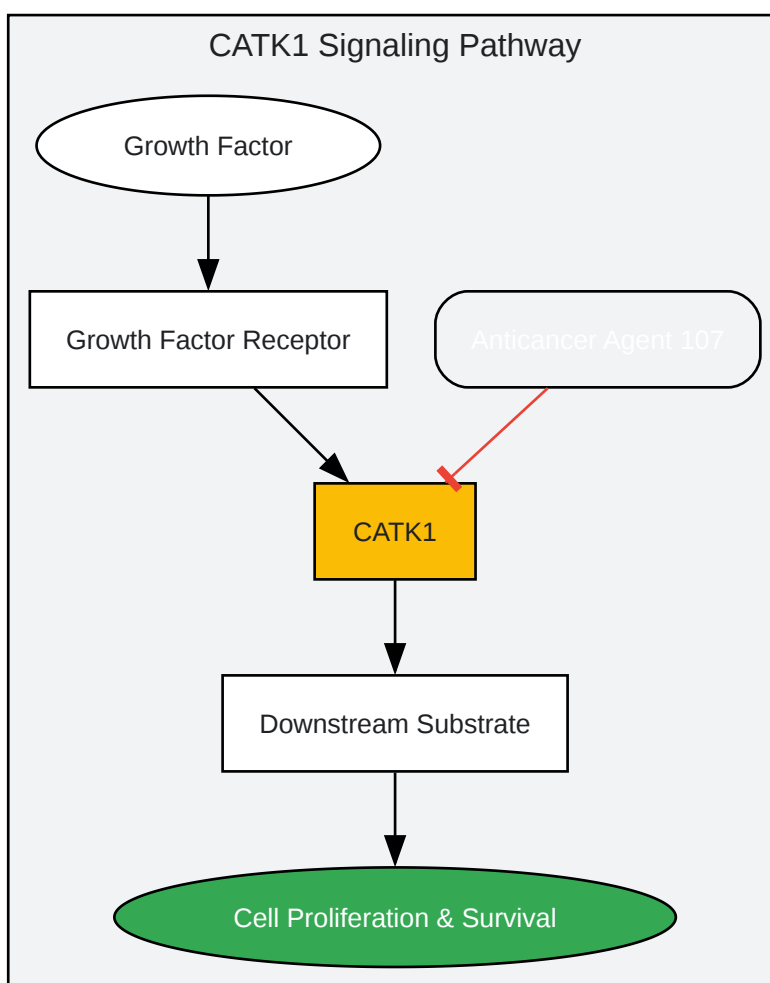 CATK1 Signaling Pathway
Growth Factor
Growth Factor Receptor
Anticancer Agent 107
CATK1
Downstream Substrate
Cell Proliferation & Survival